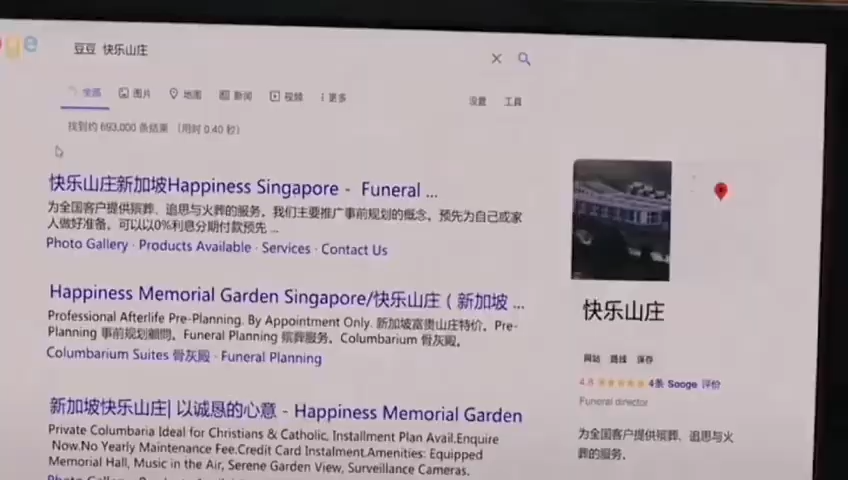 ge
豆豆 快乐山庄
全部 图片 地图 新闻 视频 更多 设置 工具
找到约 693,000 条结果 (用时 0.40 秒)
快乐山庄新加坡Happiness Singapore - Funeral ...
为全国客户提供殡葬、追思与火葬的服务，我们主要推广事前规划的概念，预先为自己或家
人做好准备，可以以0%利息分期付款预先 ...
Photo Gallery · Products Available · Services · Contact Us
Happiness Memorial Garden Singapore/快乐山庄 ( 新加坡 ...
Professional Afterlife Pre-Planning. By Appointment Only. 新加坡富贵山庄特价，Pre-
Planning 事前规划顾問，Funeral Planning 殡葬服务，Columbarium 骨灰殿，
Columbarium Suites 骨灰殿 · Funeral Planning
新加坡快乐山庄| 以诚恳的心意 - Happiness Memorial Garden
Private Columbaria Ideal for Christians & Catholic, Installment Plan Avail.Enquire
Now.No Yearly Maintenance Fee.Credit Card Instalment.Amenities: Equipped
Memorial Hall, Music in the Air, Serene Garden View, Surveillance Cameras.
快乐山庄
网站 路线 保存
4.8 ★★★★★ 4条 Sooge 评价
Funeral director
为全国客户提供殡葬、追思与火
葬的服务，